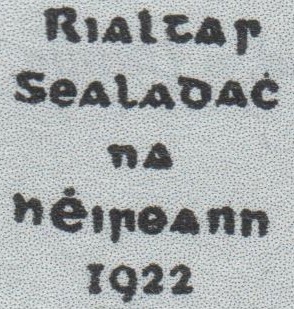 Rialtas
Sealadaċ
na
hÉireann
1922